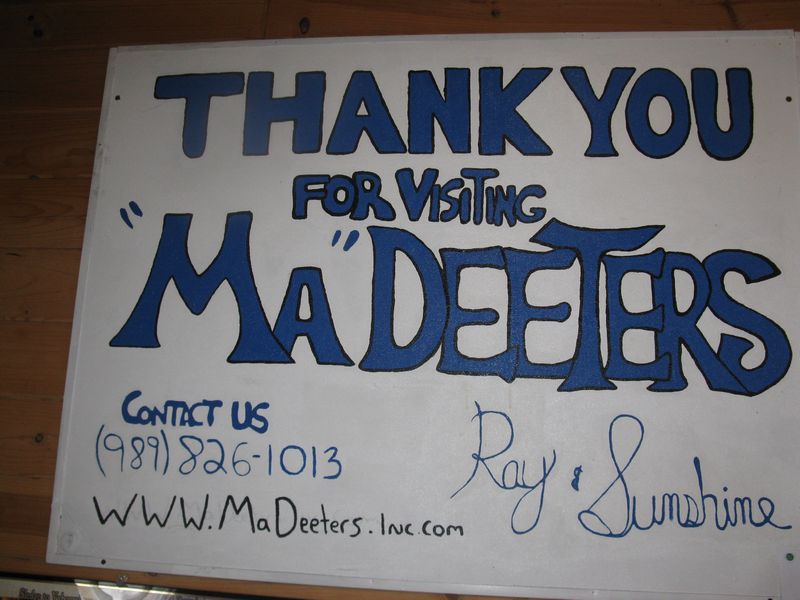 THANK YOU
FOR VISITING
"MA" DEETERS
CONTACT US
(989) 826-1013
WWW.MaDeeters.Inc.com
Ray & Sunshine